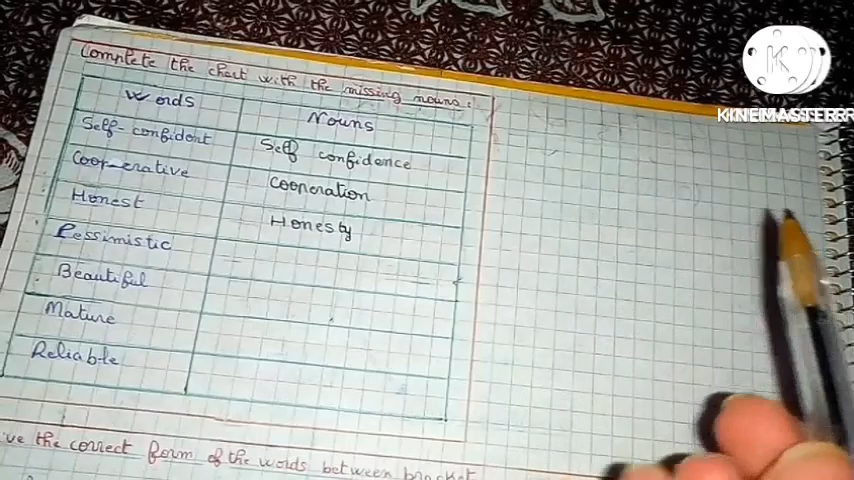 Complete the chart with the missing nouns:
Words Nouns
Self-confident Self confidence
Cooperative Cooperation
Honest Honesty
Pessimistic
Beautiful
Mature
Reliable
the correct form of the words between bracket
K
KINEMASTER